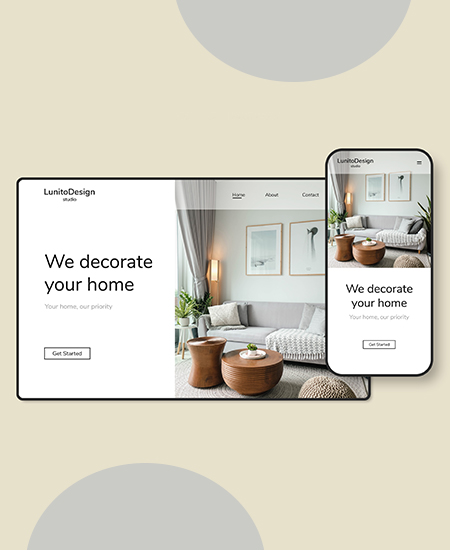 LunitoDesign
studio
Home About Contact
We decorate
your home
Your home, our priority
Get Started
LunitoDesign
studio
We decorate
your home
Your home, our priority
Get Started